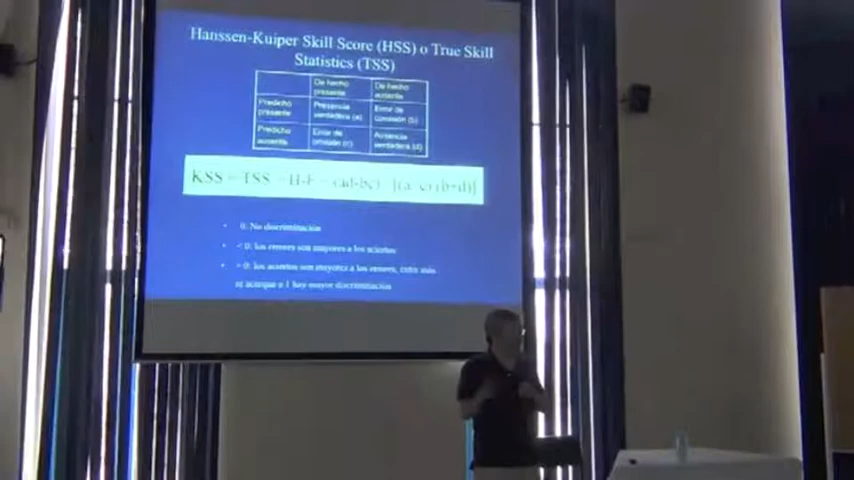 Hanssen-Kuiper Skill Score (HSS) o True Skill
Statistics (TSS)
De hecho presente
De hecho ausente
Predicho presente
Presencia verdadera (a)
Error de comisión (b)
Predicho ausente
Error de omisión (c)
Ausencia verdadera (d)
KSS = TSS = H-F = (ad-bc) [(a c) (b+d)]
0: No discriminación
< 0: los errores son mayores a los aciertos
> 0: los aciertos son mayores a los errores, entre más
se acerque a 1 hay mayor discriminación